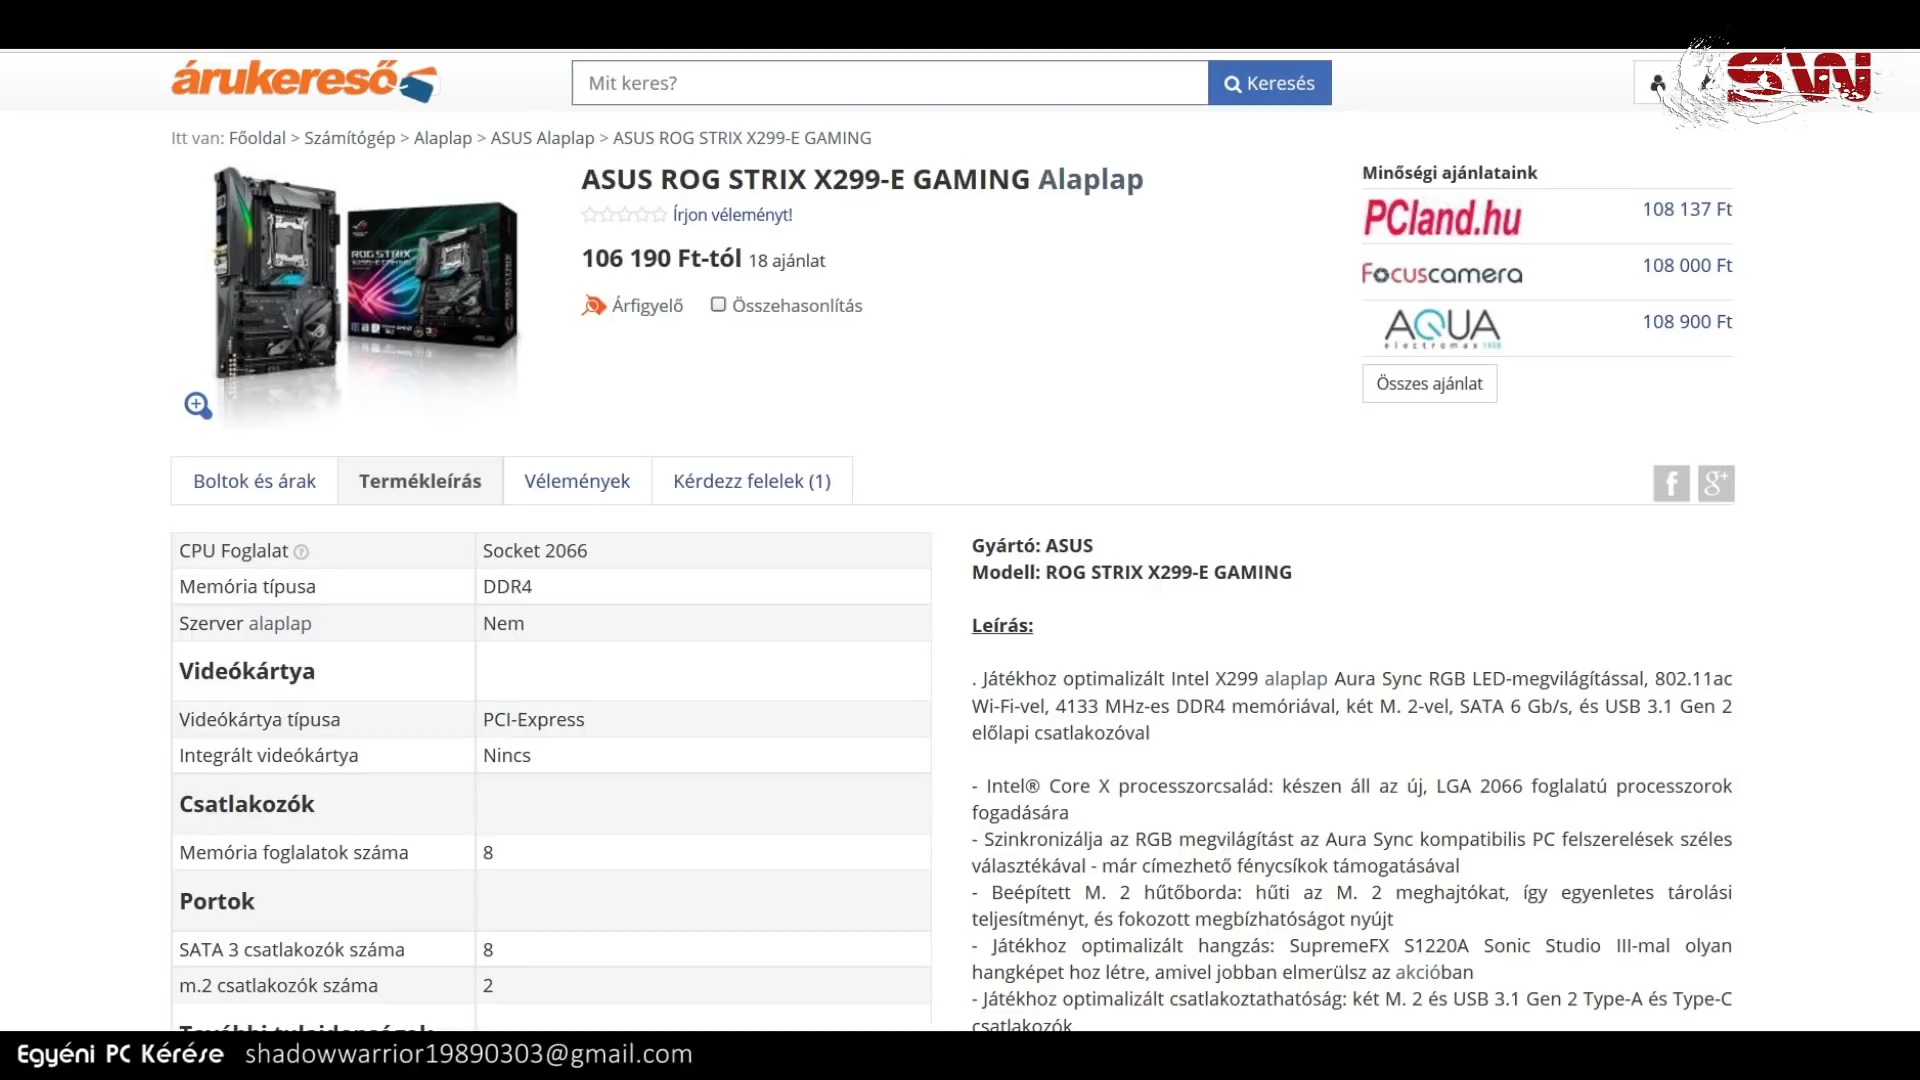 árukereső
Mit keres?
Keresés
SW
Itt van: Főoldal > Számítógép > Alaplap > ASUS Alaplap > ASUS ROG STRIX X299-E GAMING
ASUS ROG STRIX X299-E GAMING Alaplap
Írjon véleményt!
106 190 Ft-tól 18 ajánlat
Árfigyelő Összehasonlítás
ROG STRIX
Minőségi ajánlataink
PCland.hu 108 137 Ft
Focuscamera 108 000 Ft
AQUA electromax 108 900 Ft
Összes ajánlat
Boltok és árak Termékleírás Vélemények Kérdezz felelek (1)
f g+
CPU Foglalat ? Socket 2066
Memória típusa DDR4
Szerver alaplap Nem
Videókártya
Videókártya típusa PCI-Express
Integrált videókártya Nincs
Csatlakozók
Memória foglalatok száma 8
Portok
SATA 3 csatlakozók száma 8
m.2 csatlakozók száma 2
További tulajdonságok
Gyártó: ASUS
Modell: ROG STRIX X299-E GAMING
Leírás:
. Játékhoz optimalizált Intel X299 alaplap Aura Sync RGB LED-megvilágítással, 802.11ac
Wi-Fi-vel, 4133 MHz-es DDR4 memóriával, két M. 2-vel, SATA 6 Gb/s, és USB 3.1 Gen 2
előlapi csatlakozóval
- Intel® Core X processzorcsalád: készen áll az új, LGA 2066 foglalatú processzorok
fogadására
- Szinkronizálja az RGB megvilágítást az Aura Sync kompatibilis PC felszerelések széles
választékával - már címezhető fénycsíkok támogatásával
- Beépített M. 2 hűtőborda: hűti az M. 2 meghajtókat, így egyenletes tárolási
teljesítményt, és fokozott megbízhatóságot nyújt
- Játékhoz optimalizált hangzás: SupremeFX S1220A Sonic Studio III-mal olyan
hangképet hoz létre, amivel jobban elmerülsz az akcióban
- Játékhoz optimalizált csatlakoztathatóság: két M. 2 és USB 3.1 Gen 2 Type-A és Type-C
csatlakozók
Egyéni PC Kérése shadowwarrior19890303@gmail.com